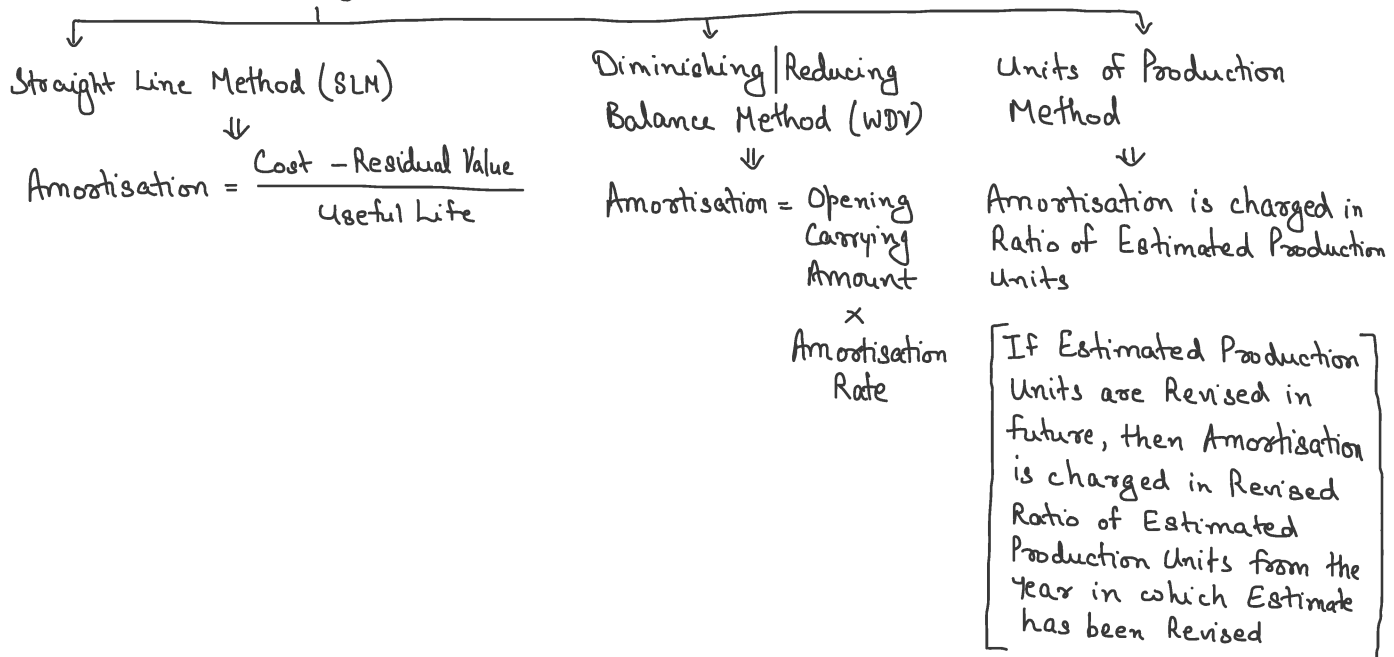 Straight Line Method (SLM)
⇓
Amortisation = Cost - Residual Value
Useful Life
Diminishing | Reducing
Balance Method (WDV)
⇓
Amortisation = Opening
Carrying
Amount
×
Amortisation
Rate
Units of Production
Method
⇓
Amortisation is charged in
Ratio of Estimated Production
Units
[If Estimated Production
Units are Revised in
future, then Amortisation
is charged in Revised
Ratio of Estimated
Production Units from the
Year in which Estimate
has been Revised]